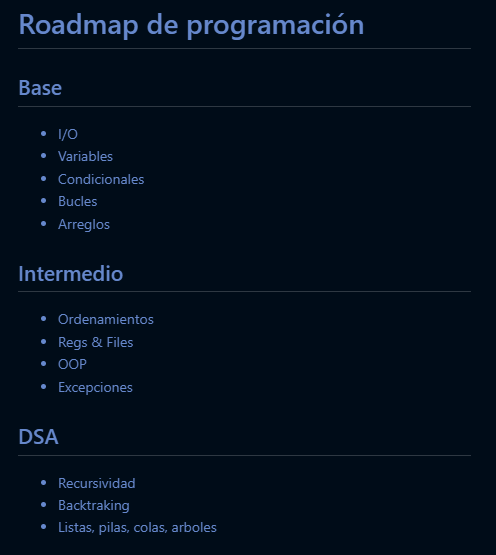 Roadmap de programación
Base
I/O
Variables
Condicionales
Bucles
Arreglos
Intermedio
Ordenamientos
Regs & Files
OOP
Excepciones
DSA
Recursividad
Backtraking
Listas, pilas, colas, arboles